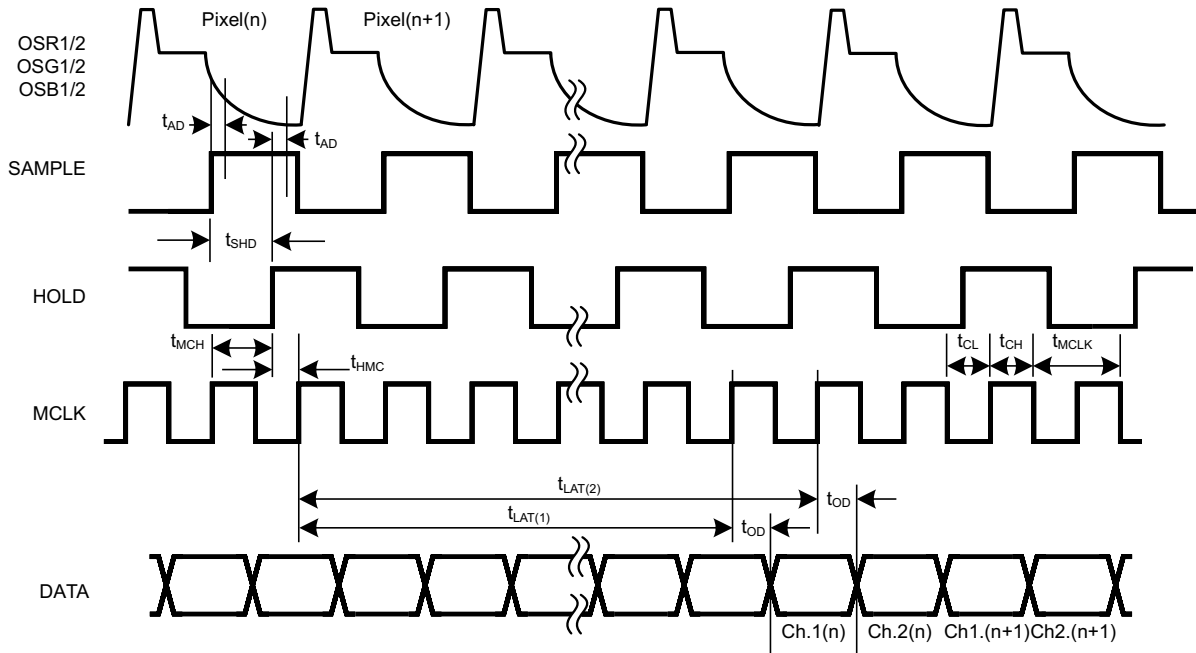 Pixel(n) Pixel(n+1)
OSR1/2
OSG1/2
OSB1/2
tAD
tAD
SAMPLE
tSHD
HOLD
tMCH
tHMC
tCL tCH tMCLK
MCLK
tLAT(2)
tOD
tLAT(1)
tOD
DATA
Ch.1(n) Ch.2(n) Ch1.(n+1) Ch2.(n+1)